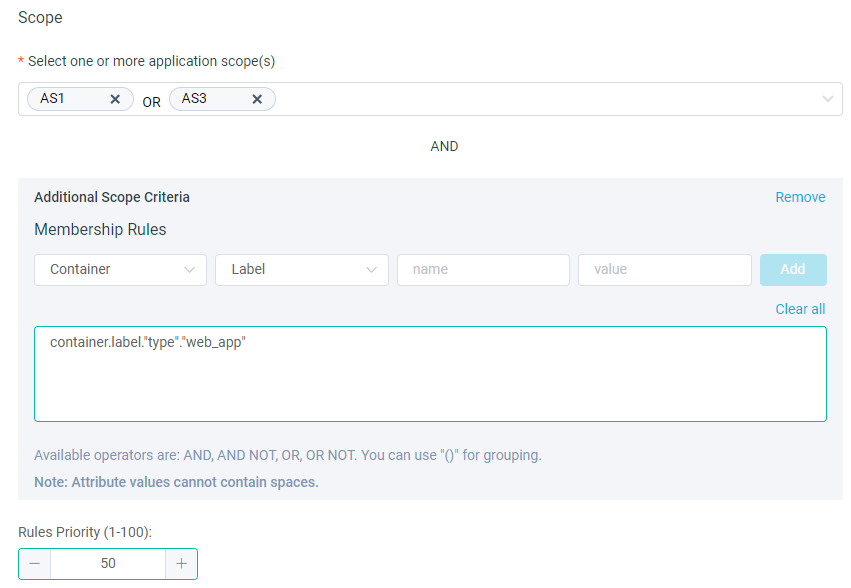 Scope
* Select one or more application scope(s)
AS1 OR AS3
AND
Additional Scope Criteria Remove
Membership Rules
Container Label name value Add
Clear all
container.label."type"."web_app"
Available operators are: AND, AND NOT, OR, OR NOT. You can use "()" for grouping.
Note: Attribute values cannot contain spaces.
Rules Priority (1-100):
− 50 +